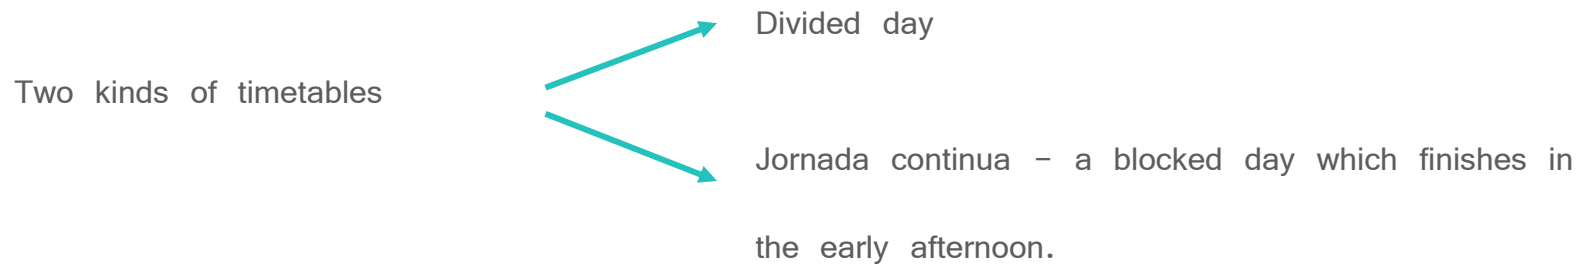 Divided day
Two kinds of timetables
Jornada continua – a blocked day which finishes in
the early afternoon.